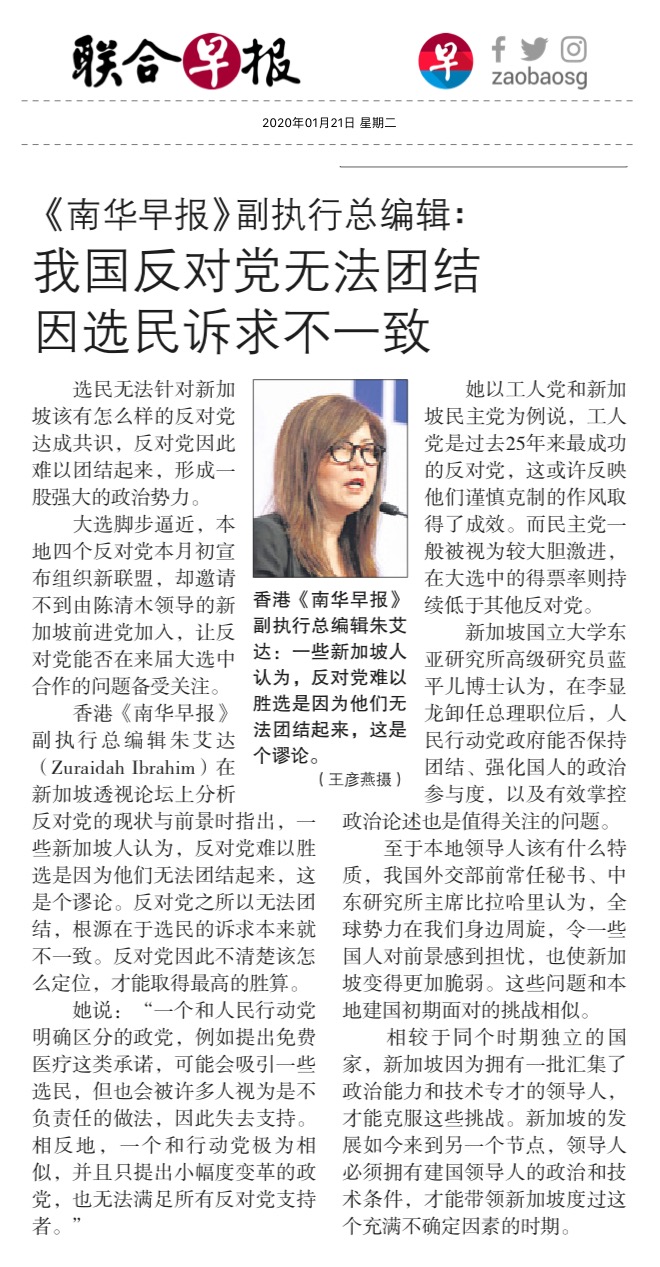 联合早报
早
zaobaosg
2020年01月21日 星期二
《南华早报》副执行总编辑：
我国反对党无法团结
因选民诉求不一致
选民无法针对新加
坡该有怎么样的反对党
达成共识，反对党因此
难以团结起来，形成一
股强大的政治势力。
大选脚步逼近，本
地四个反对党本月初宣
布组织新联盟，却邀请
不到由陈清木领导的新
加坡前进党加入，让反
对党能否在来届大选中
合作的问题备受关注。
香港《南华早报》
副执行总编辑朱艾达
（Zuraidah Ibrahim）在
新加坡透视论坛上分析
反对党的现状与前景时指出，一
些新加坡人认为，反对党难以胜
选是因为他们无法团结起来，这
是个谬论。反对党之所以无法团
结，根源在于选民的诉求本来就
不一致。反对党因此不清楚该怎
么定位，才能取得最高的胜算。
她说：“一个和人民行动党
明确区分的政党，例如提出免费
医疗这类承诺，可能会吸引一些
选民，但也会被许多人视为是不
负责任的做法，因此失去支持。
相反地，一个和行动党极为相
似，并且只提出小幅度变革的政
党，也无法满足所有反对党支持
者。”
香港《南华早报》
副执行总编辑朱艾
达：一些新加坡人
认为，反对党难以
胜选是因为他们无
法团结起来，这是
个谬论。
（王彦燕摄）
她以工人党和新加
坡民主党为例说，工人
党是过去25年来最成功
的反对党，这或许反映
他们谨慎克制的作风取
得了成效。而民主党一
般被视为较大胆激进，
在大选中的得票率则持
续低于其他反对党。
新加坡国立大学东
亚研究所高级研究员蓝
平儿博士认为，在李显
龙卸任总理职位后，人
民行动党政府能否保持
团结、强化国人的政治
参与度，以及有效掌控
政治论述也是值得关注的问题。
至于本地领导人该有什么特
质，我国外交部前常任秘书、中
东研究所主席比拉哈里认为，全
球势力在我们身边周旋，令一些
国人对前景感到担忧，也使新加
坡变得更加脆弱。这些问题和本
地建国初期面对的挑战相似。
相较于同个时期独立的国
家，新加坡因为拥有一批汇集了
政治能力和技术专才的领导人，
才能克服这些挑战。新加坡的发
展如今来到另一个节点，领导人
必须拥有建国领导人的政治和技
术条件，才能带领新加坡度过这
个充满不确定因素的时期。